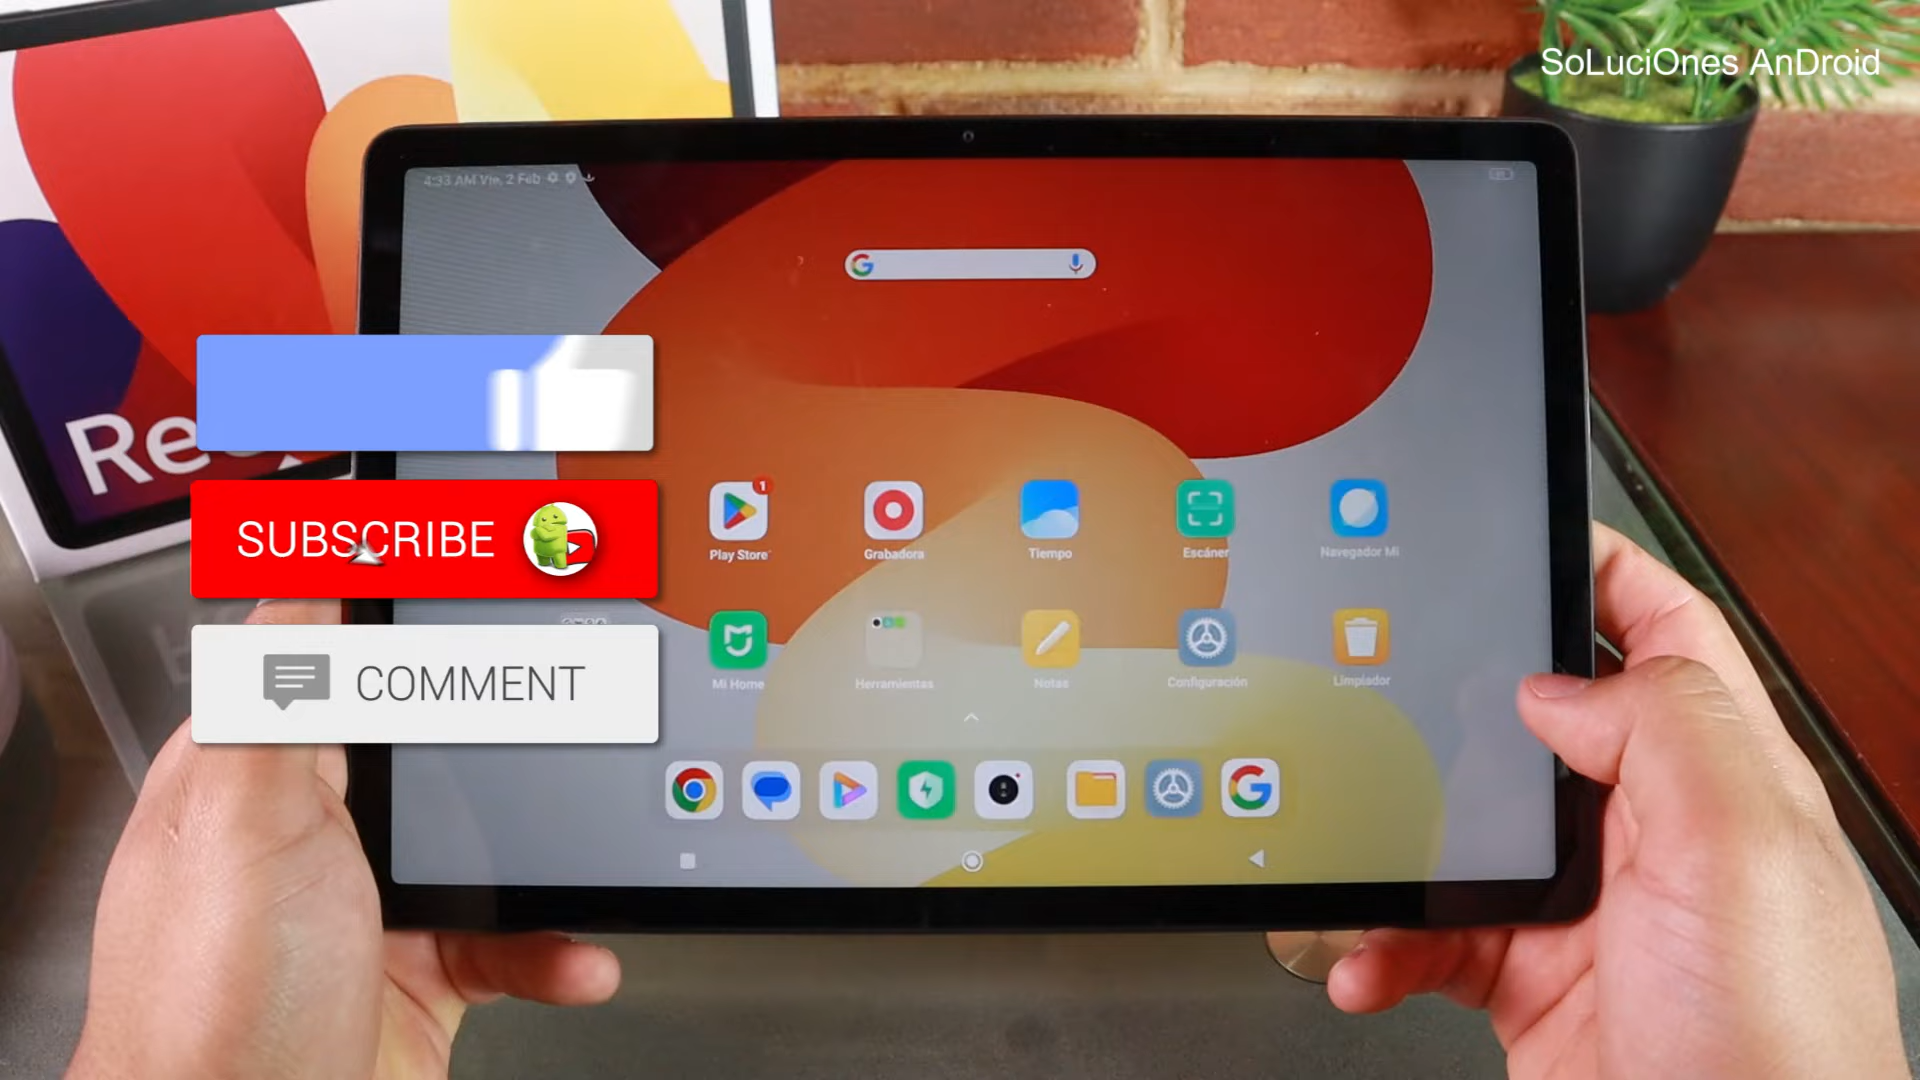 SoLuciOnes AnDroid
4:33 AM Vie, 2 Feb
Re
SUBSCRIBE
COMMENT
1
Play Store
Grabadora
Tiempo
Escáner
Navegador Mi
Mi Home
Herramientas
Notas
Configuración
Limpiador